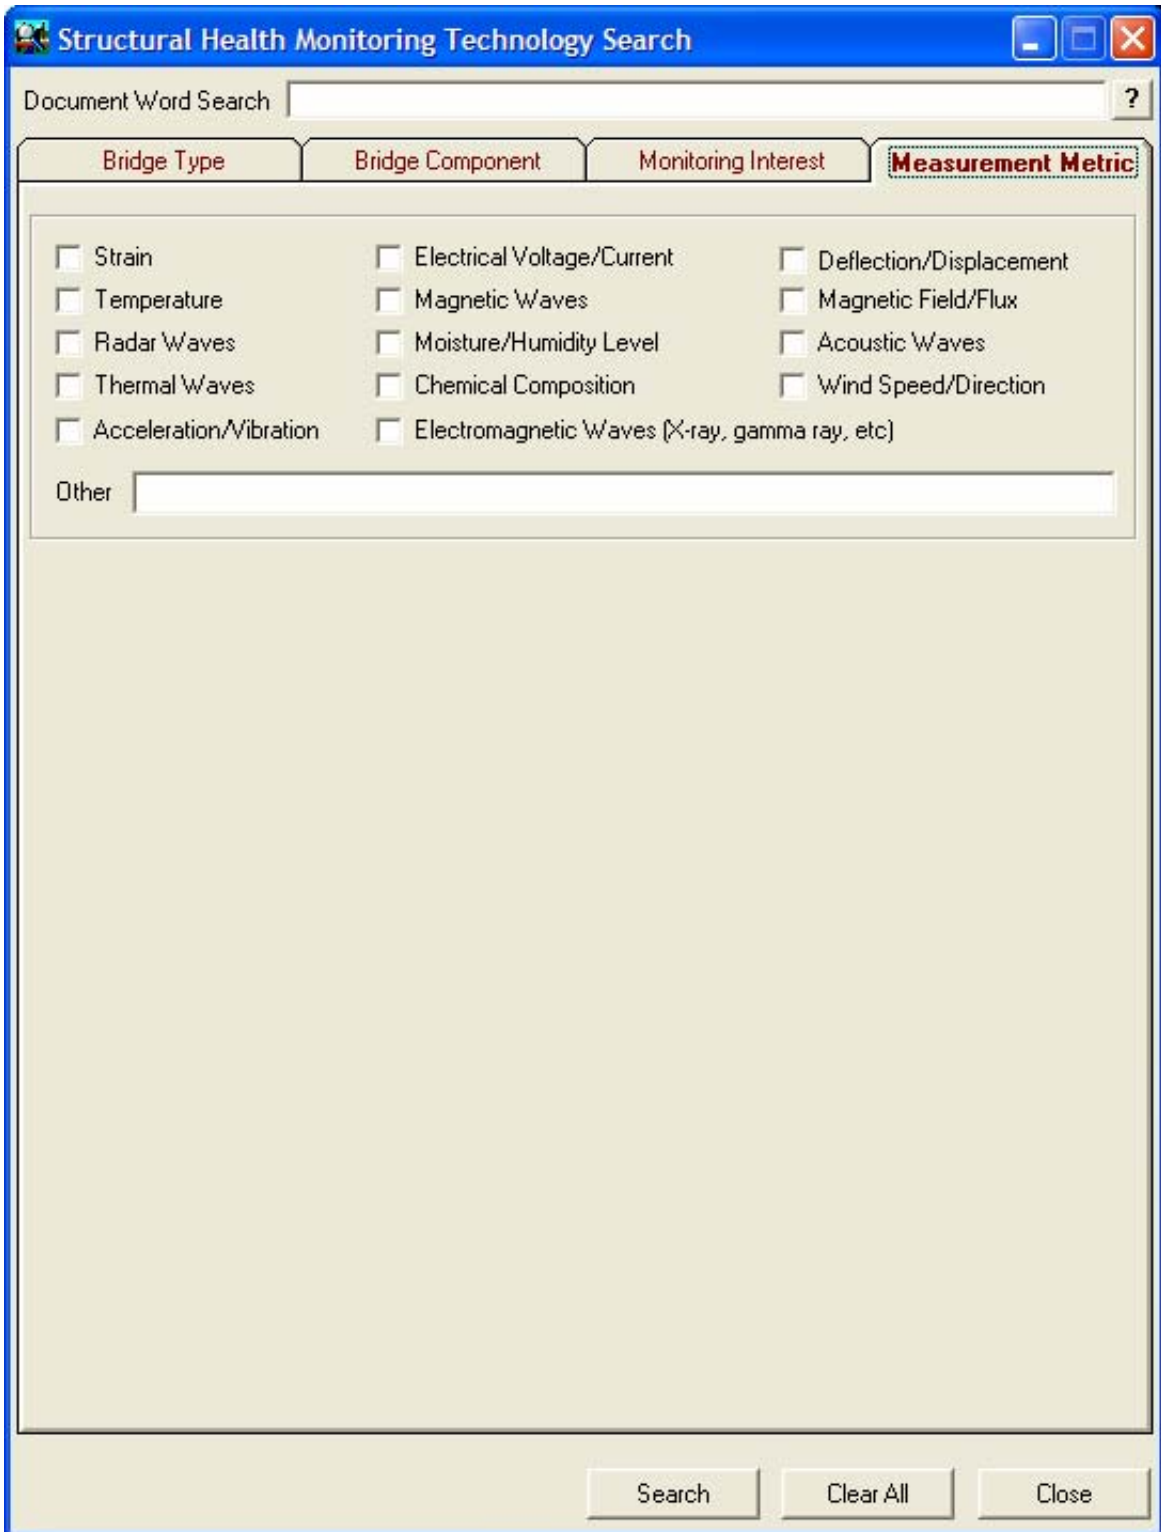 Structural Health Monitoring Technology Search
Document Word Search ?
Bridge Type Bridge Component Monitoring Interest Measurement Metric
Strain Electrical Voltage/Current Deflection/Displacement
Temperature Magnetic Waves Magnetic Field/Flux
Radar Waves Moisture/Humidity Level Acoustic Waves
Thermal Waves Chemical Composition Wind Speed/Direction
Acceleration/Vibration Electromagnetic Waves (X-ray, gamma ray, etc)
Other
Search Clear All Close